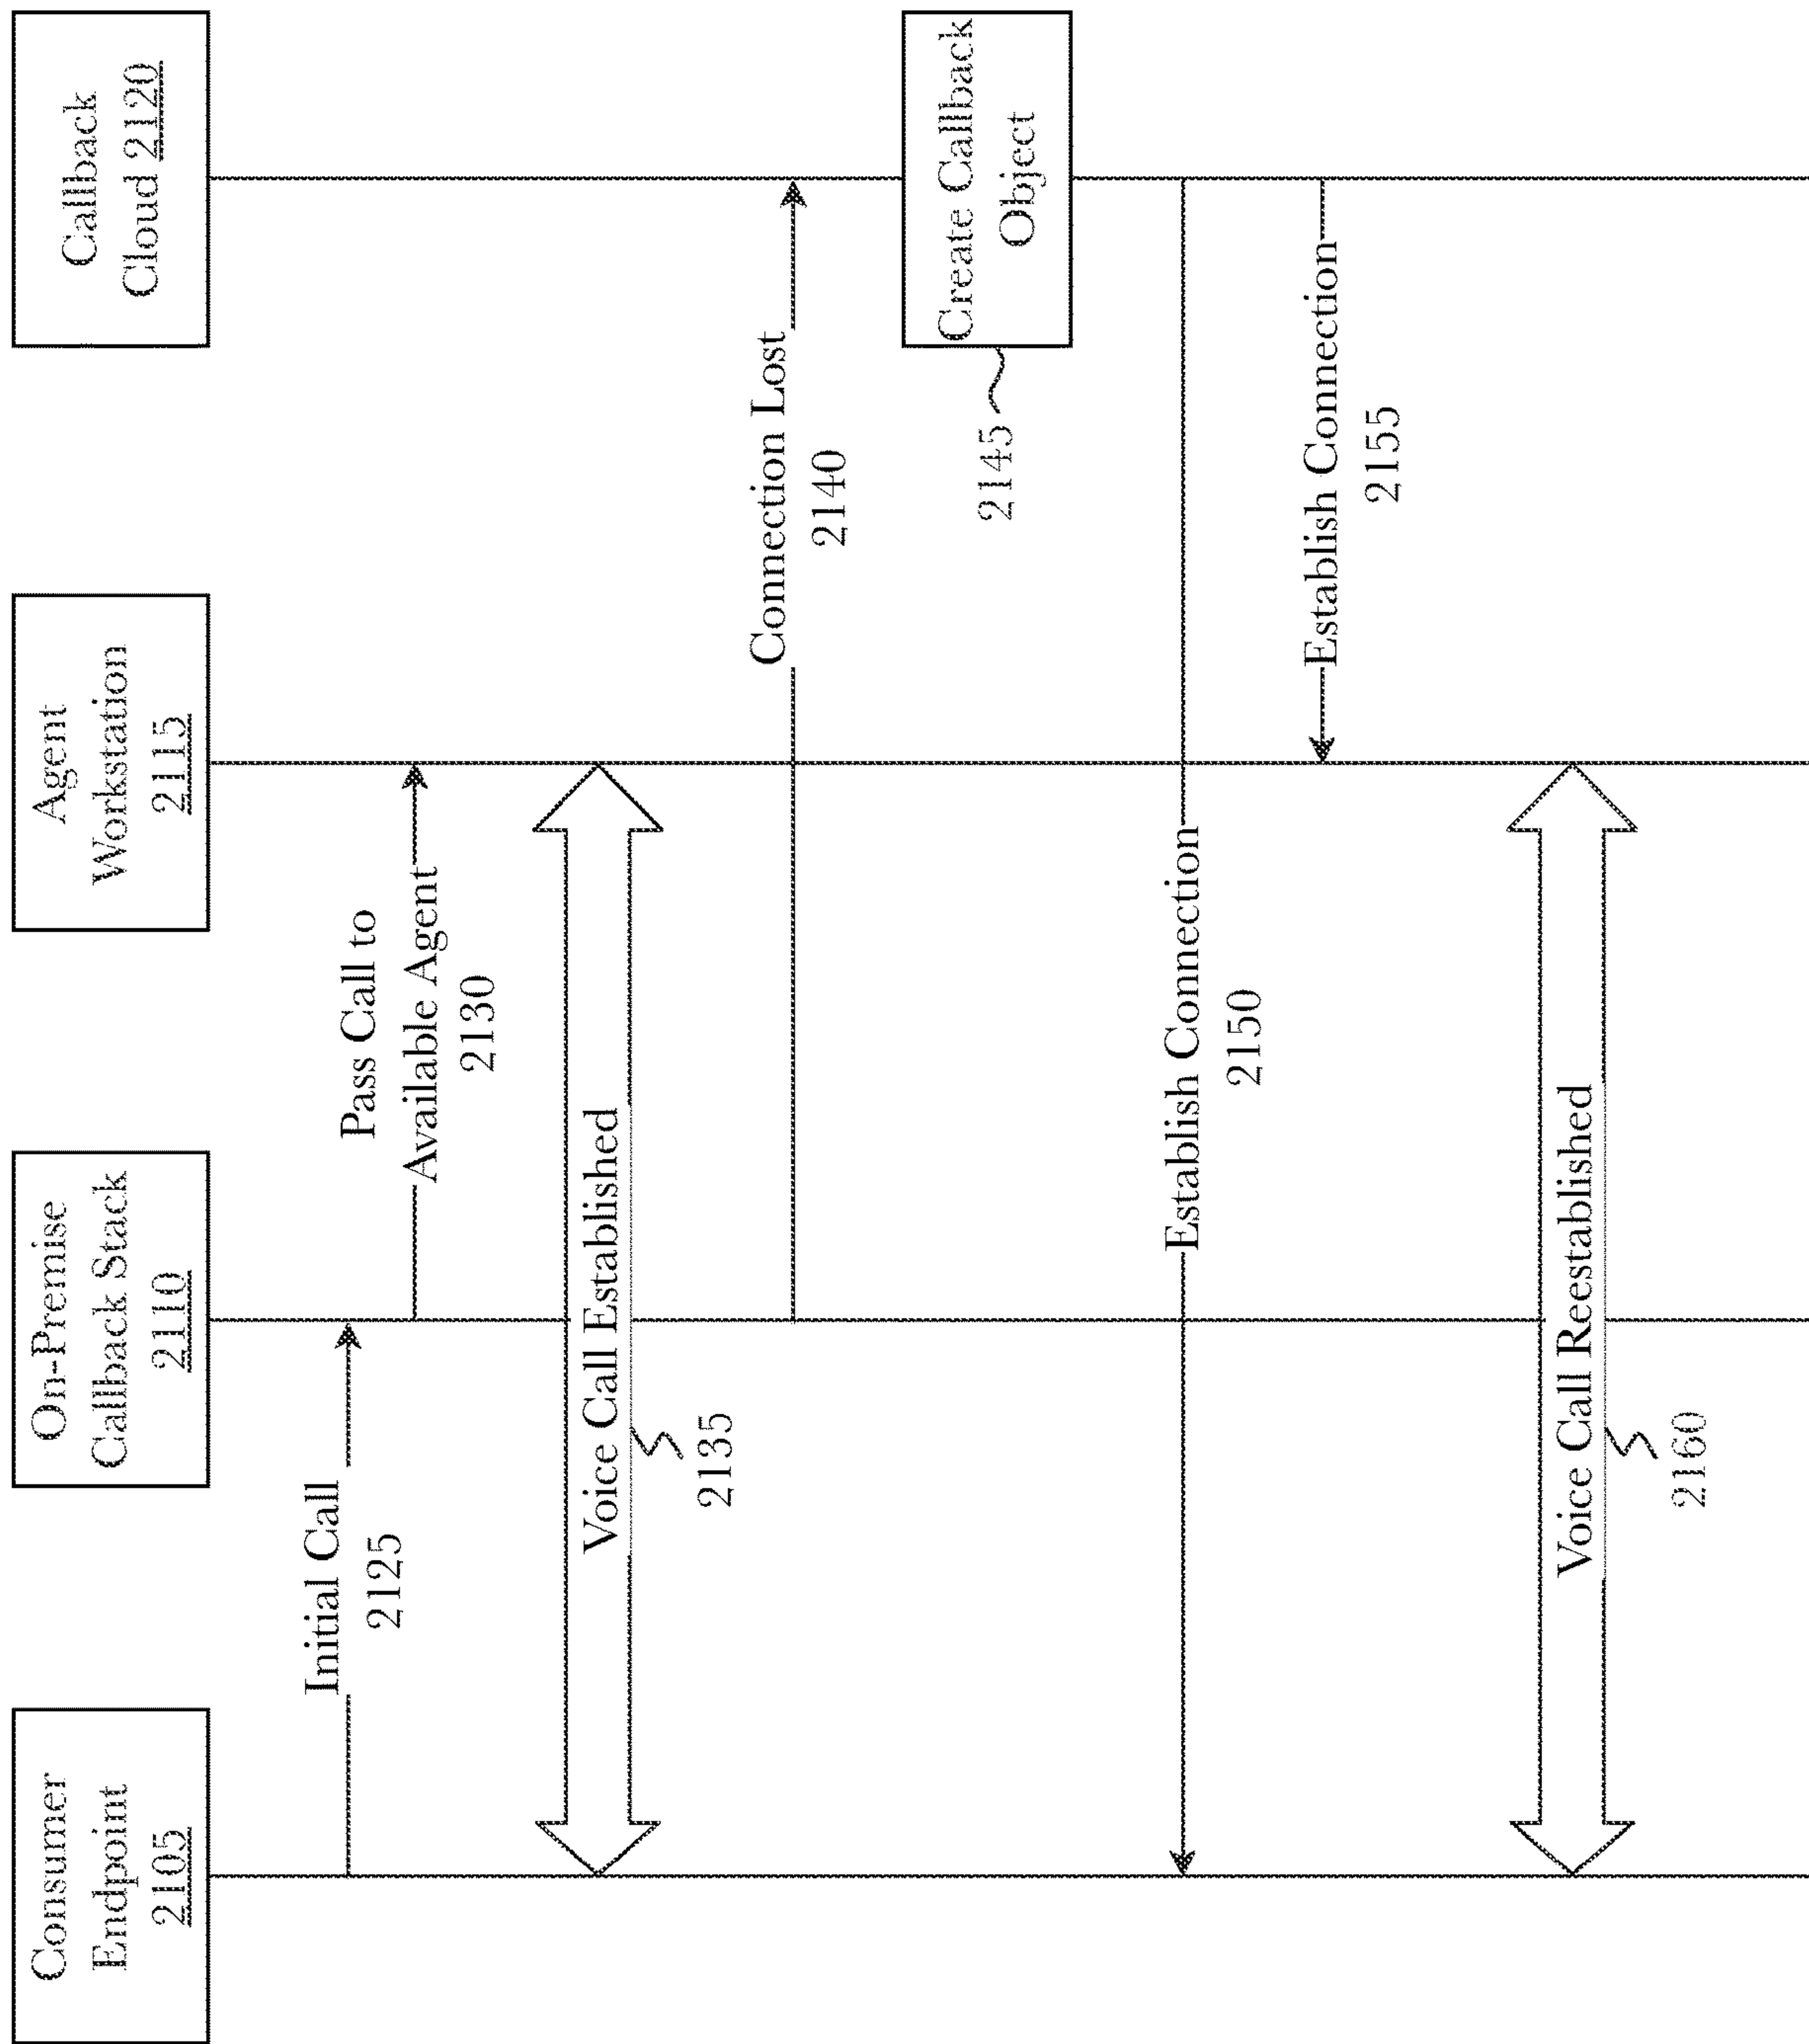 Consumer
Endpoint
2105
On-Premise
Callback Stack
2110
Agent
Workstation
2115
Callback
Cloud 2120
Initial Call
2125
Pass Call to
Available Agent
2130
Voice Call Established
2135
Connection Lost
2140
Create Callback
Object
2145
Establish Connection
2150
Establish Connection
2155
Voice Call Reestablished
2160